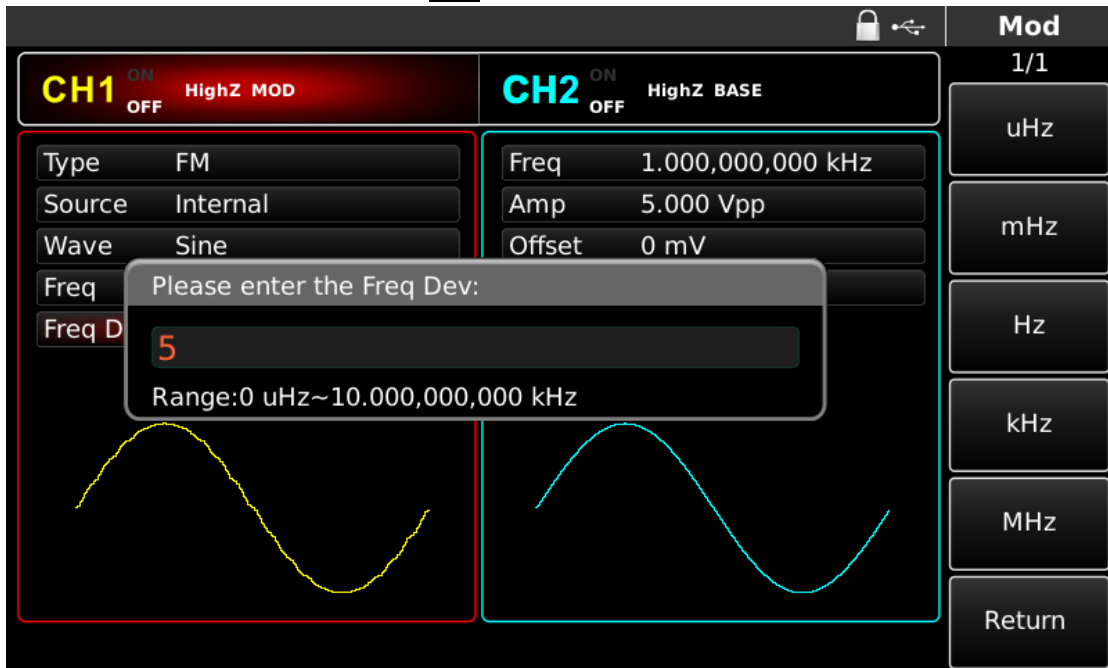 Mod
1/1
CH1 ON OFF HighZ MOD
CH2 ON OFF HighZ BASE
Type FM
Source Internal
Wave Sine
Freq
Freq D
Freq 1.000,000,000 kHz
Amp 5.000 Vpp
Offset 0 mV
Please enter the Freq Dev:
5
Range:0 uHz~10.000,000,000 kHz
uHz
mHz
Hz
kHz
MHz
Return